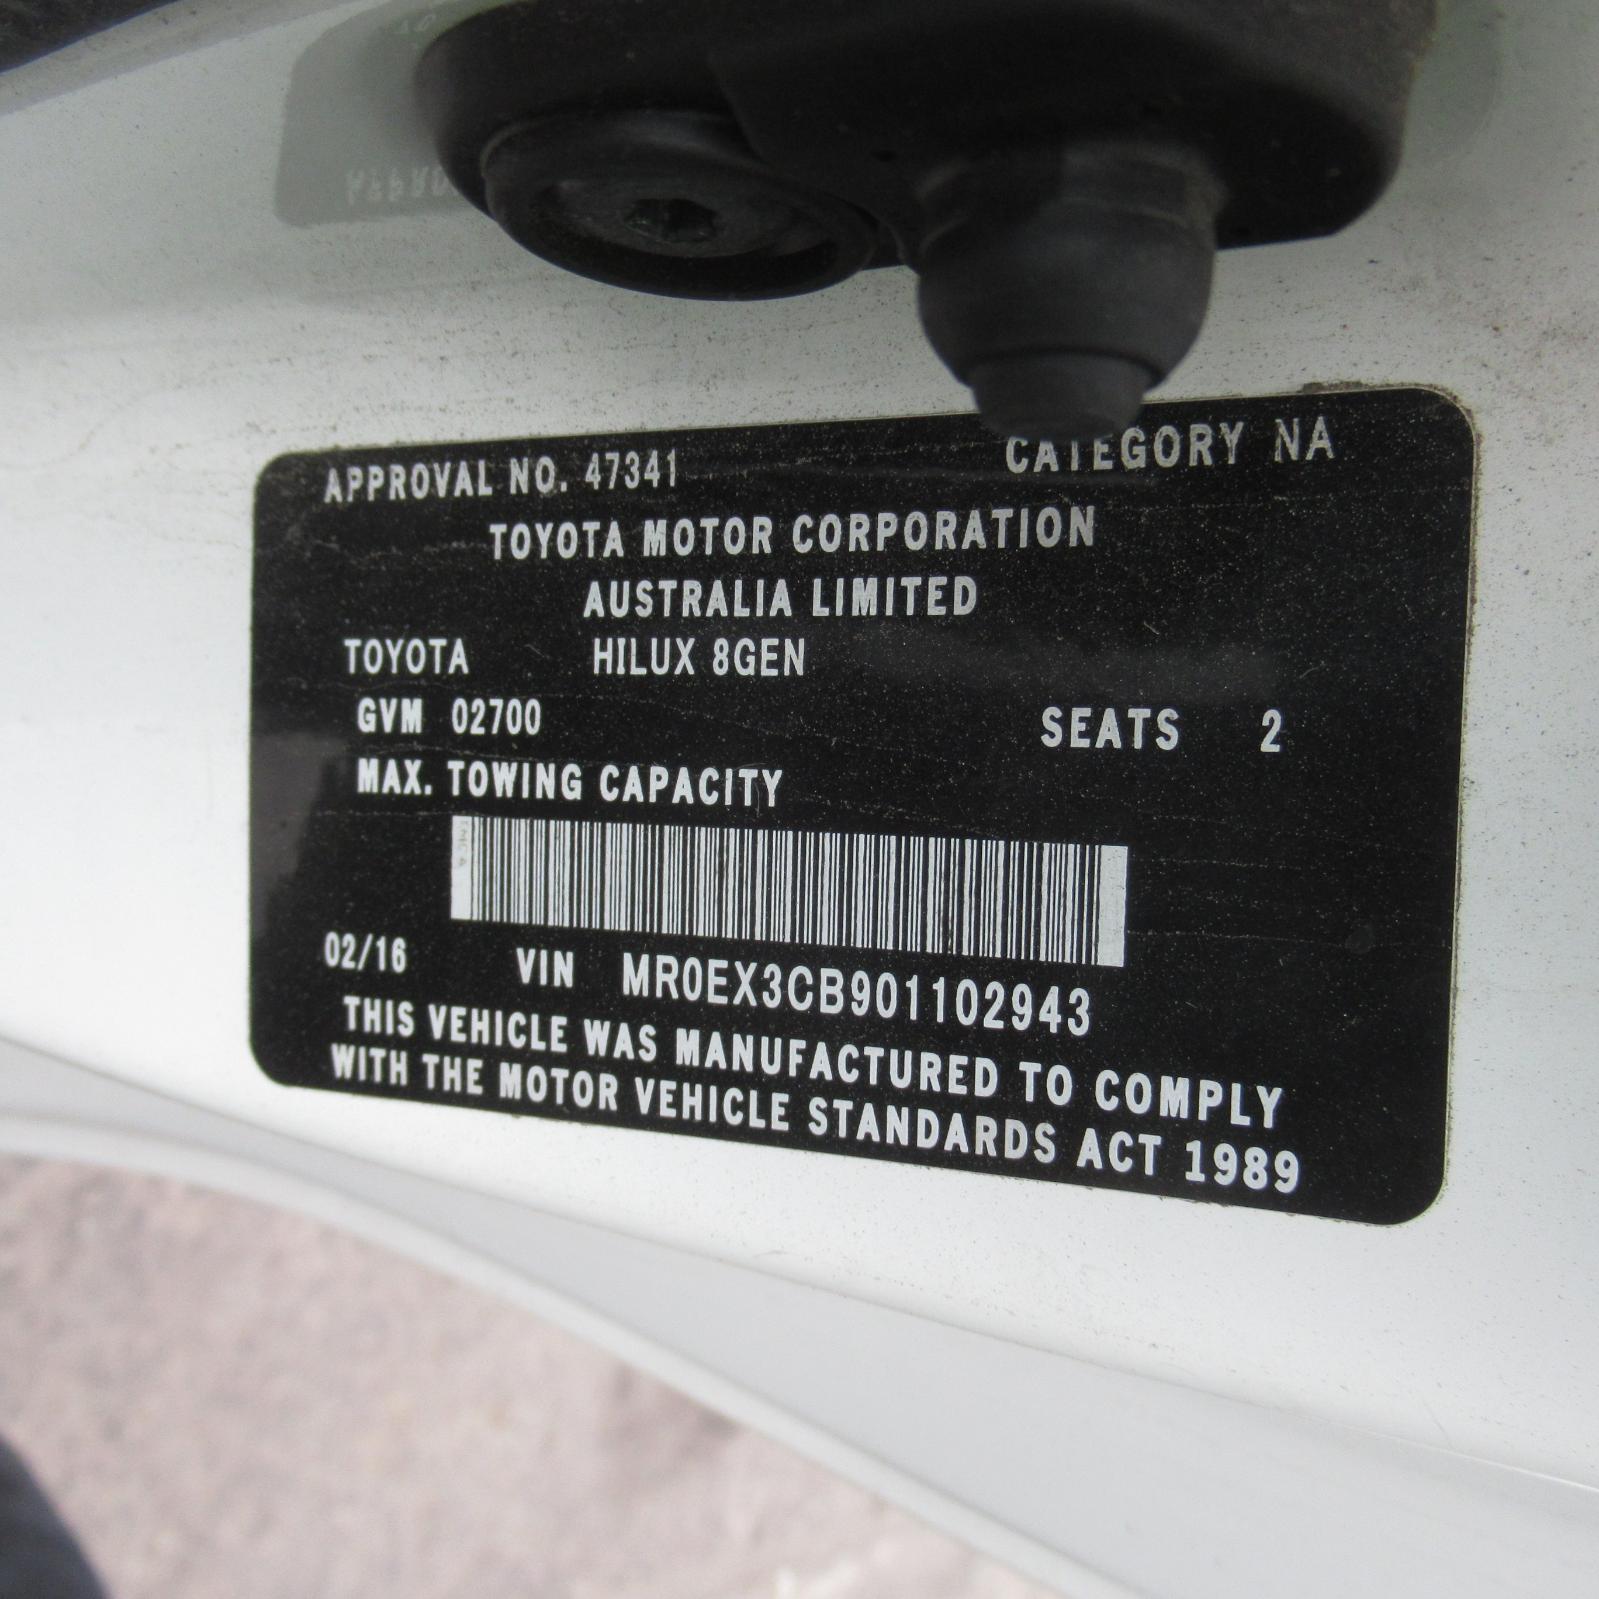 APPROVAL NO. 47341 CATEGORY NA
TOYOTA MOTOR CORPORATION
AUSTRALIA LIMITED
TOYOTA HILUX 8GEN
GVM 02700 SEATS 2
MAX. TOWING CAPACITY
02/16 VIN MR0EX3CB901102943
THIS VEHICLE WAS MANUFACTURED TO COMPLY
WITH THE MOTOR VEHICLE STANDARDS ACT 1989